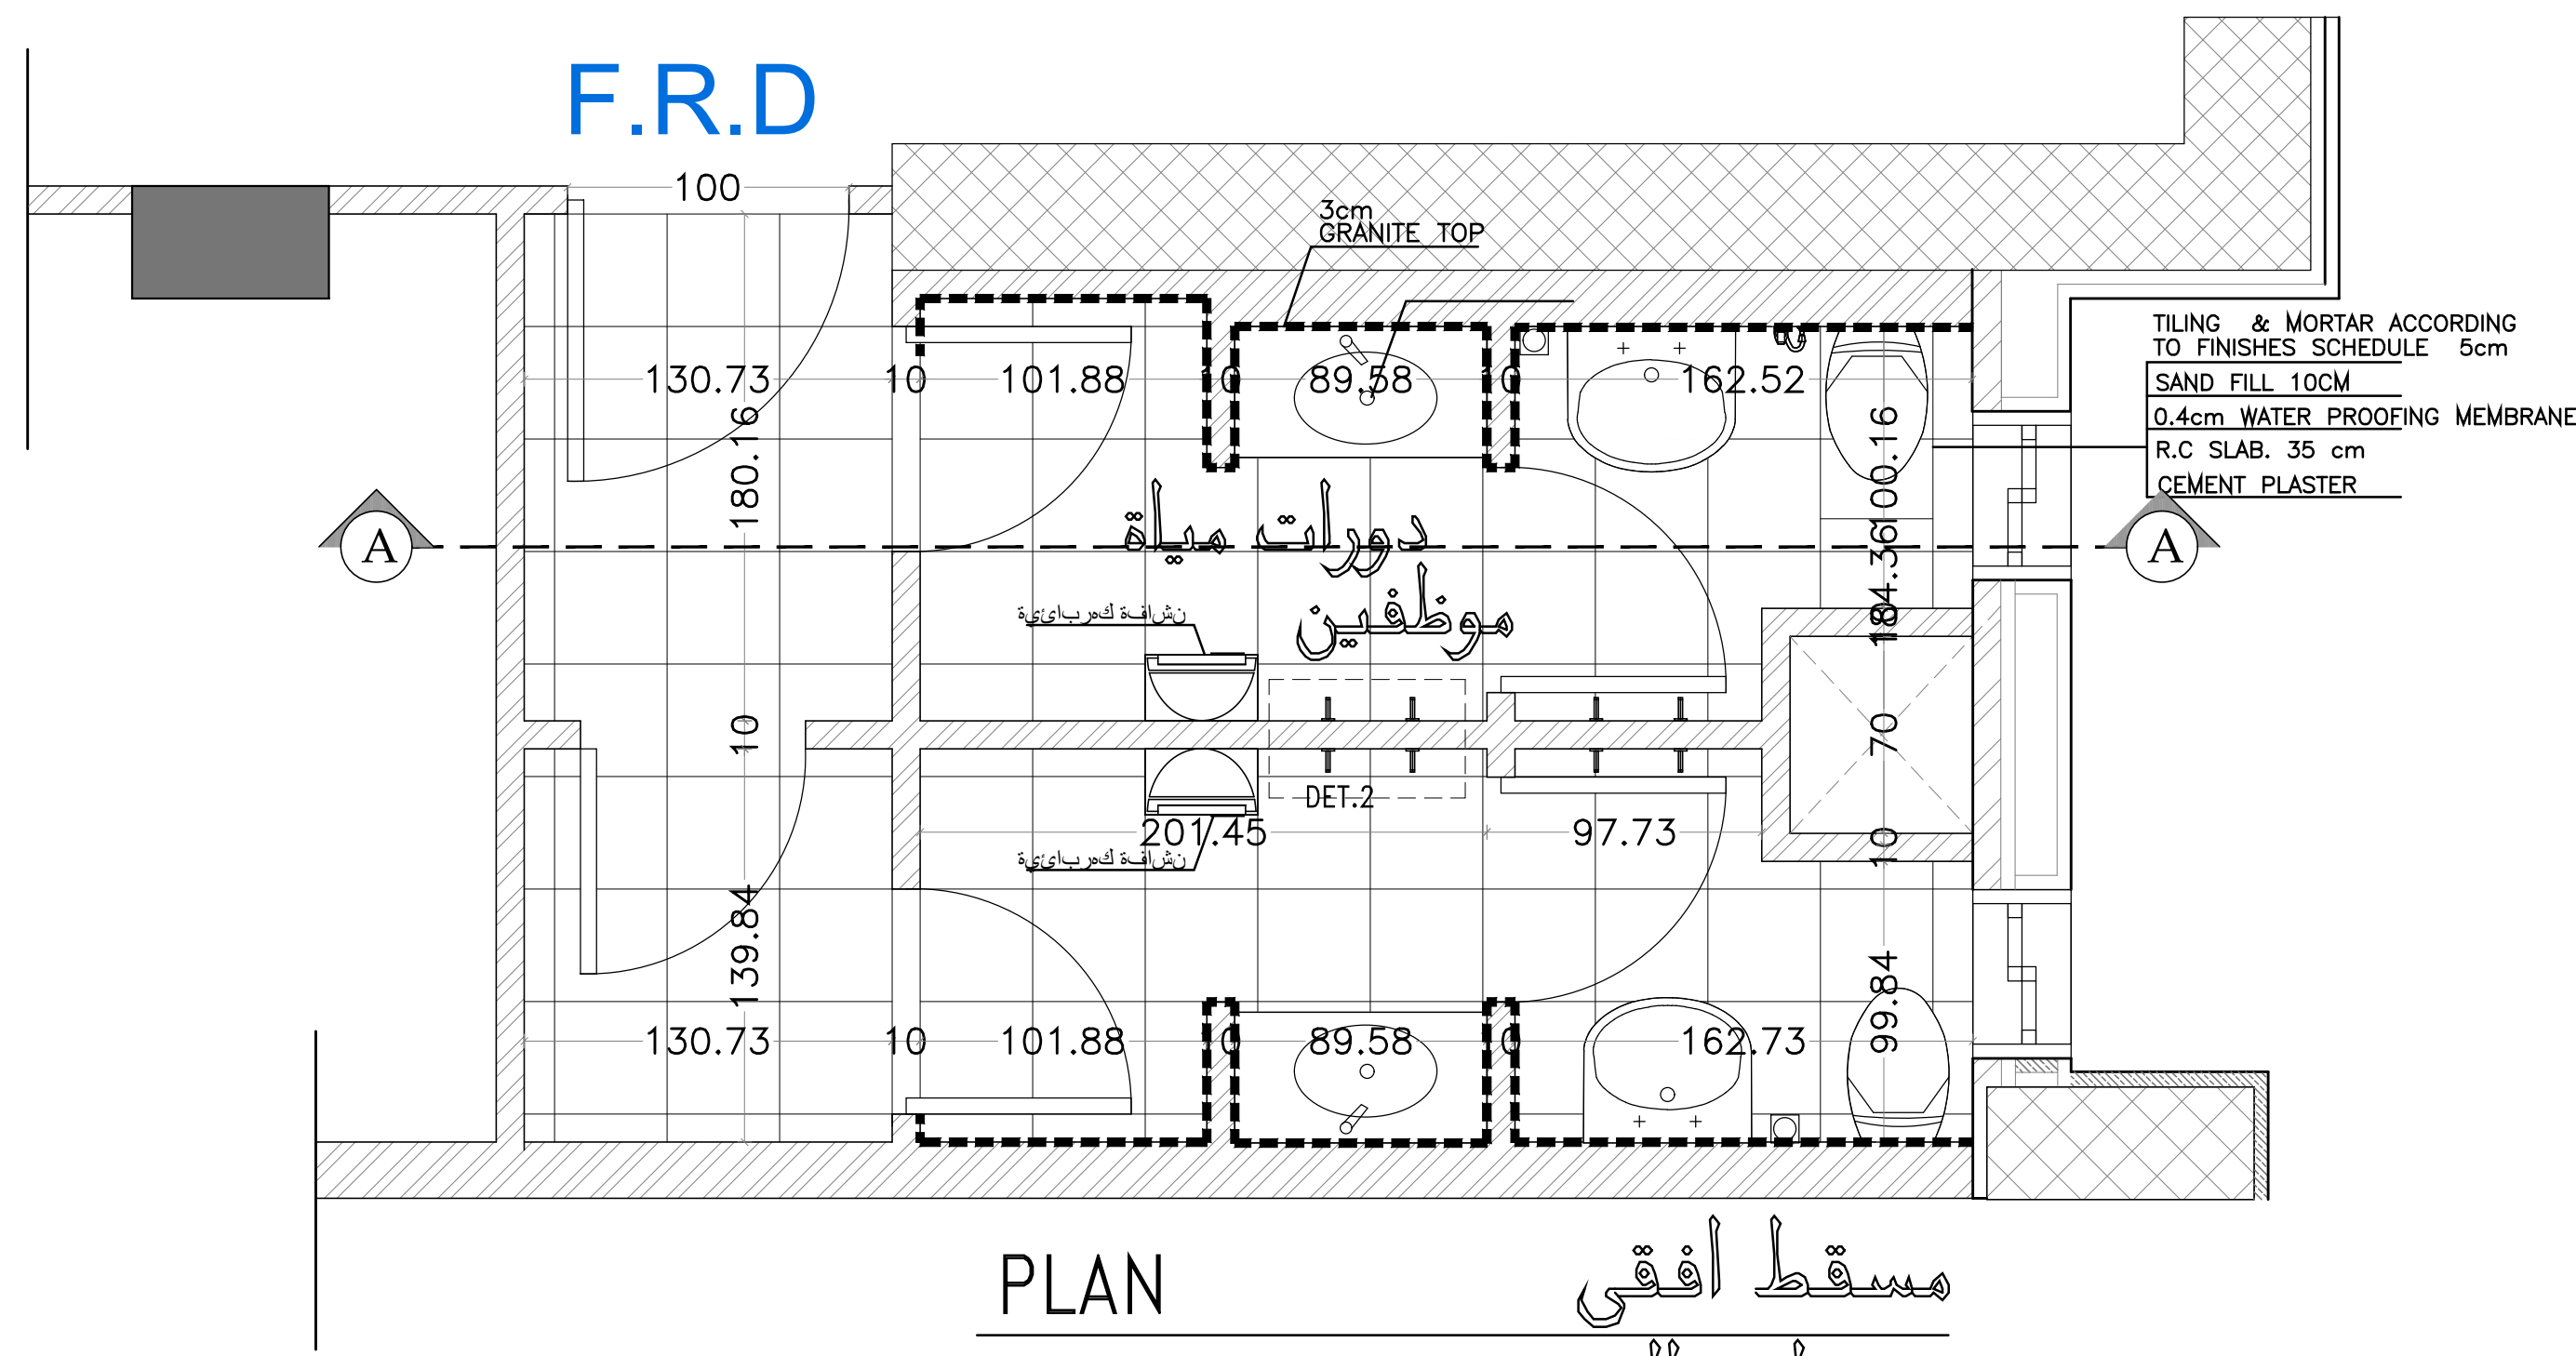 F.R.D
100
3cm
GRANITE TOP
TILING & MORTAR ACCORDING
TO FINISHES SCHEDULE 5cm
SAND FILL 10CM
0.4cm WATER PROOFING MEMBRANE
R.C SLAB. 35 cm
CEMENT PLASTER
130.73
10
101.88
10
89.58
10
162.52
180.16
100.16
184.36
A
A
دورات مياة
موظفين
نشافة كهربائية
10
70
DET.2
201.45
97.73
10
نشافة كهربائية
139.84
99.84
130.73
10
101.88
10
89.58
10
162.73
PLAN
مسقط افقى